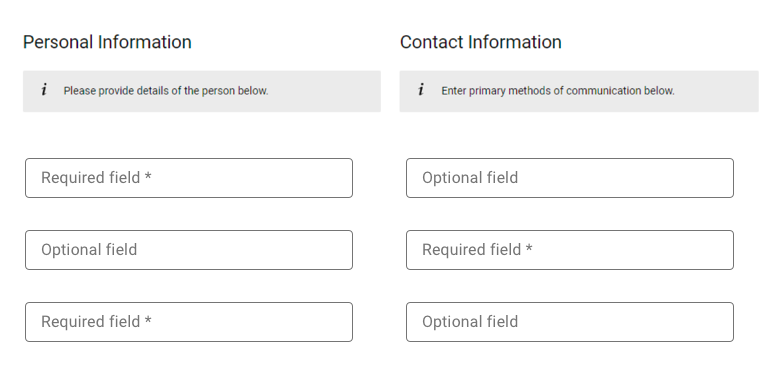 Personal Information
i Please provide details of the person below.
Required field *
Optional field
Required field *
Contact Information
i Enter primary methods of communication below.
Optional field
Required field *
Optional field